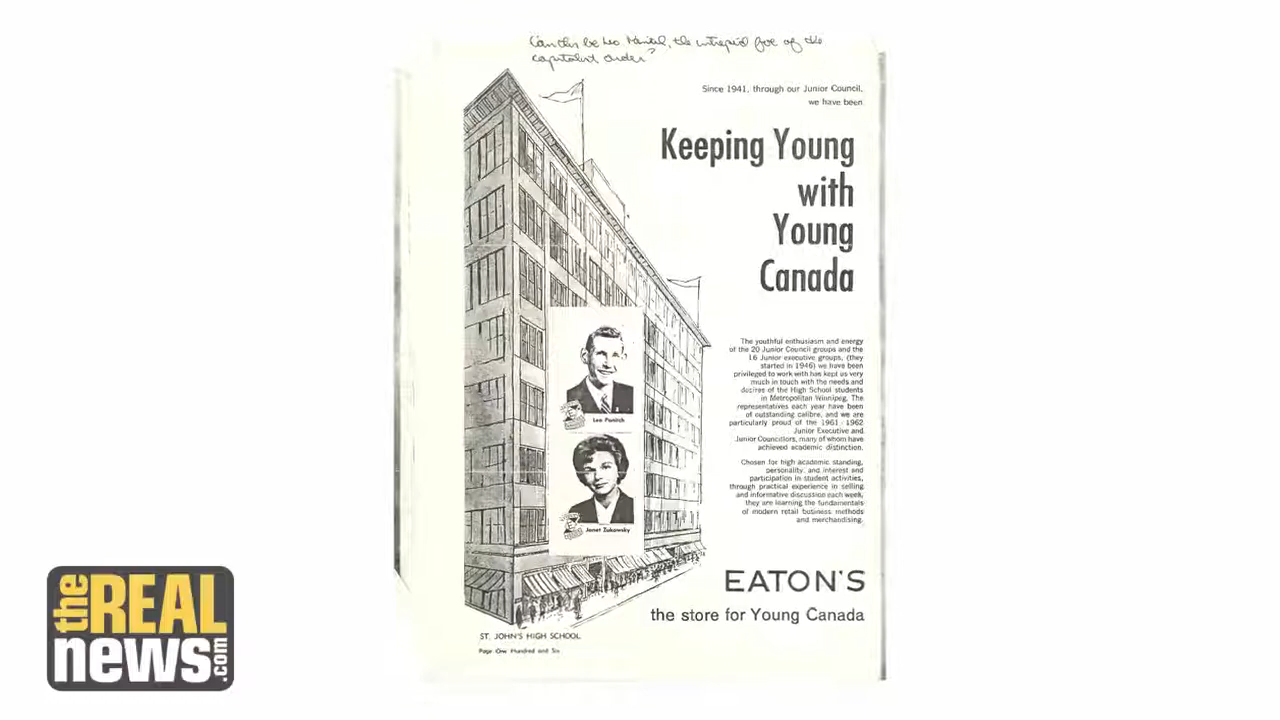 Can this be Leo Panitch, the intrepid foe of the
capitalist order?
Since 1941, through our Junior Council,
we have been
Keeping Young
with
Young
Canada
The youthful enthusiasm and energy
of the 20 Junior Council groups and the
16 Junior executive groups, (they
started in 1946) we have been
privileged to work with has kept us very
much in touch with the needs and
desires of the High School students
in Metropolitan Winnipeg. The
representatives each year have been
of outstanding calibre, and we are
particularly proud of the 1961 - 1962
Junior Executive and
Junior Councillors, many of whom have
achieved academic distinction.
Chosen for high academic standing,
personality, and interest and
participation in student activities,
through practical experience in selling
and informative discussion each week,
they are learning the fundamentals
of modern retail business methods
and merchandising.
Leo Panitch
Janet Zukowsky
EATON'S
the store for Young Canada
ST. JOHN'S HIGH SCHOOL
Page One Hundred and Six
the REAL
news.com